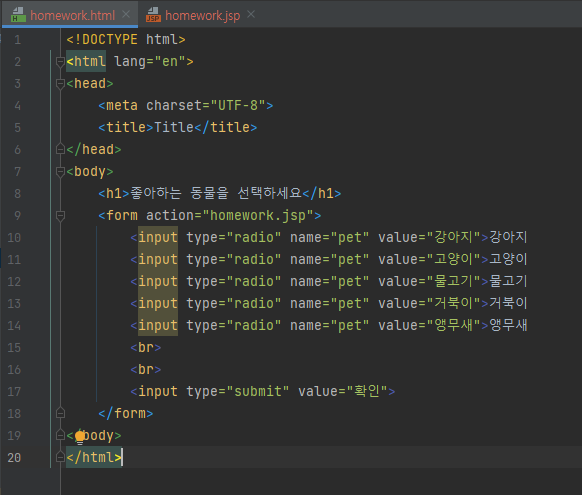 homework.html × homework.jsp ×
1 <!DOCTYPE html>
2 <html lang="en">
3 <head>
4 <meta charset="UTF-8">
5 <title>Title</title>
6 </head>
7 <body>
8 <h1>좋아하는 동물을 선택하세요</h1>
9 <form action="homework.jsp">
10 <input type="radio" name="pet" value="강아지">강아지
11 <input type="radio" name="pet" value="고양이">고양이
12 <input type="radio" name="pet" value="물고기">물고기
13 <input type="radio" name="pet" value="거북이">거북이
14 <input type="radio" name="pet" value="앵무새">앵무새
15 <br>
16 <br>
17 <input type="submit" value="확인">
18 </form>
19 </body>
20 </html>